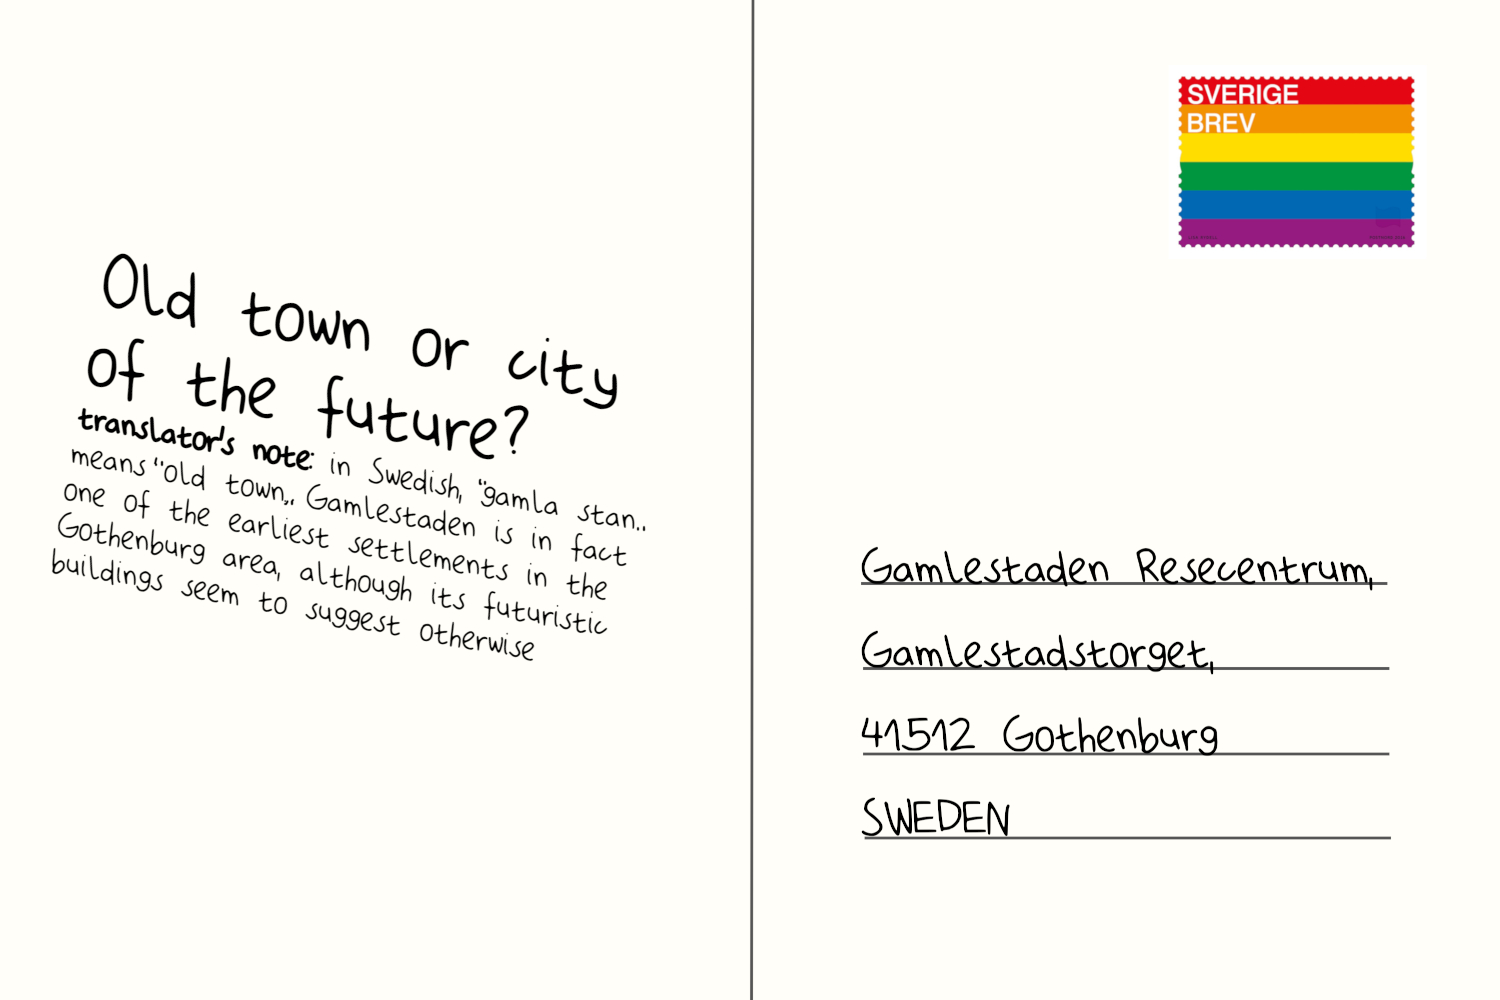 Old town or city
of the future?
translator's note: in Swedish, "gamla stan„
means "old town„. Gamlestaden is in fact
one of the earliest settlements in the
Gothenburg area, although its futuristic
buildings seem to suggest otherwise
SVERIGE
BREV
Gamlestaden Resecentrum,
Gamlestadstorget,
41512 Gothenburg
SWEDEN